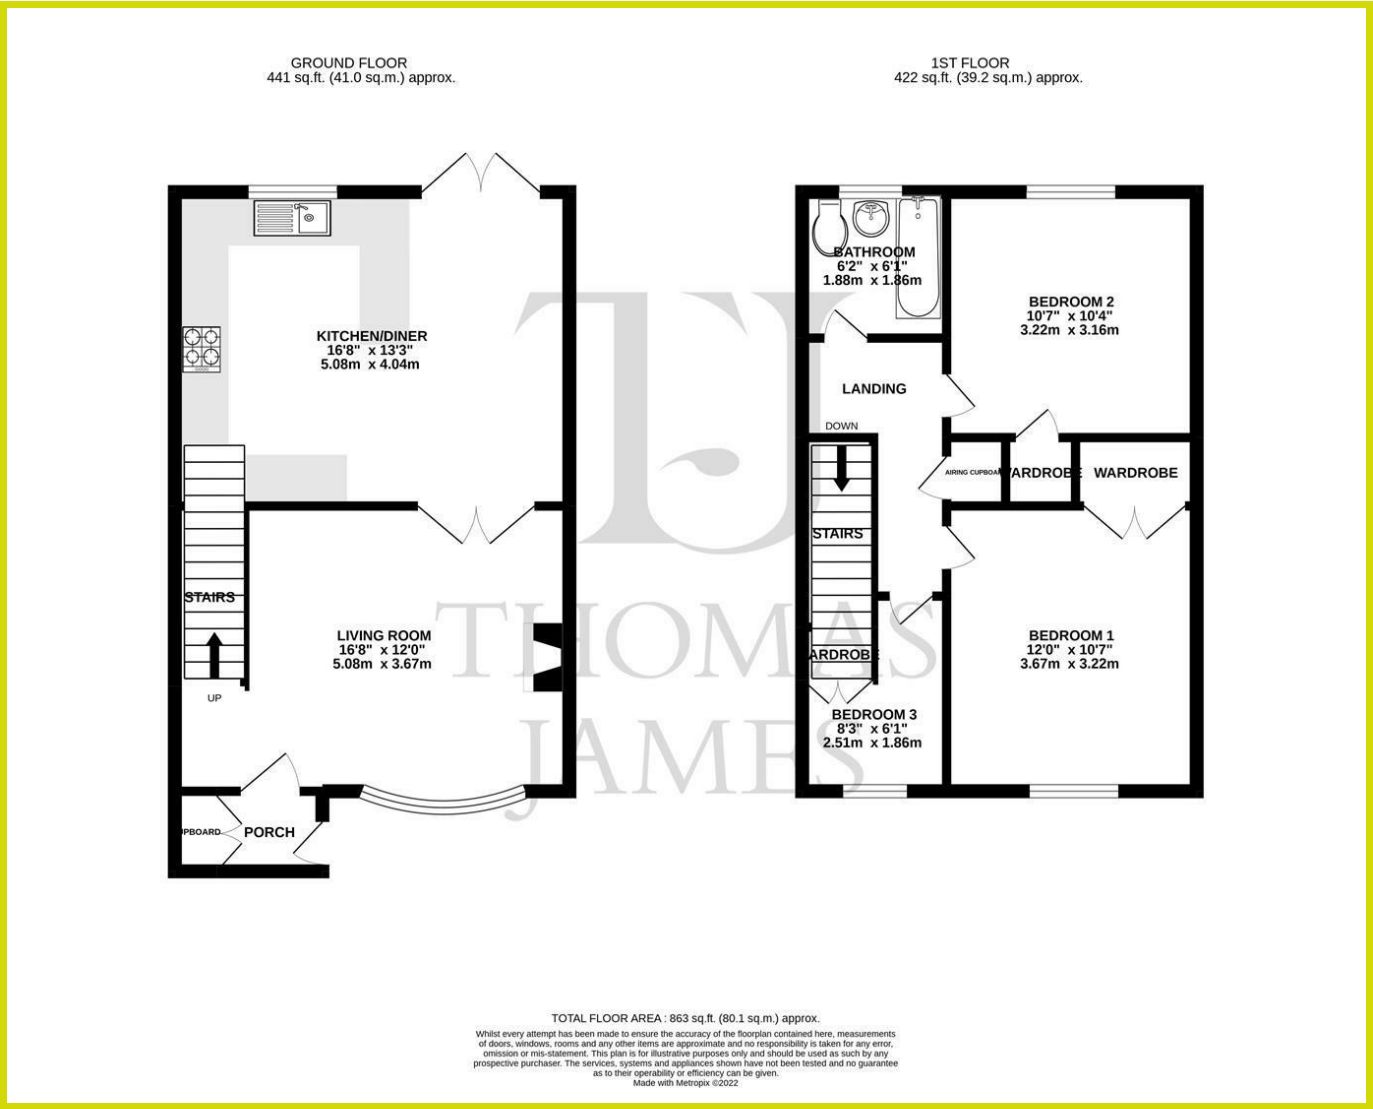 GROUND FLOOR
441 sq.ft. (41.0 sq.m.) approx.
1ST FLOOR
422 sq.ft. (39.2 sq.m.) approx.
KITCHEN/DINER
16'8" x 13'3"
5.08m x 4.04m
STAIRS
UP
LIVING ROOM
16'8" x 12'0"
5.08m x 3.67m
UPBOARD
PORCH
BATHROOM
6'2" x 6'1"
1.88m x 1.86m
BEDROOM 2
10'7" x 10'4"
3.22m x 3.16m
LANDING
DOWN
AIRING CUPBOARD
WARDROBE
WARDROBE
STAIRS
ARDROBE
BEDROOM 1
12'0" x 10'7"
3.67m x 3.22m
BEDROOM 3
8'3" x 6'1"
2.51m x 1.86m
TJ
THOMAS
JAMES
TOTAL FLOOR AREA : 863 sq.ft. (80.1 sq.m.) approx.
Whilst every attempt has been made to ensure the accuracy of the floorplan contained here, measurements
of doors, windows, rooms and any other items are approximate and no responsibility is taken for any error,
omission or mis-statement. This plan is for illustrative purposes only and should be used as such by any
prospective purchaser. The services, systems and appliances shown have not been tested and no guarantee
as to their operability or efficiency can be given.
Made with Metropix ©2022